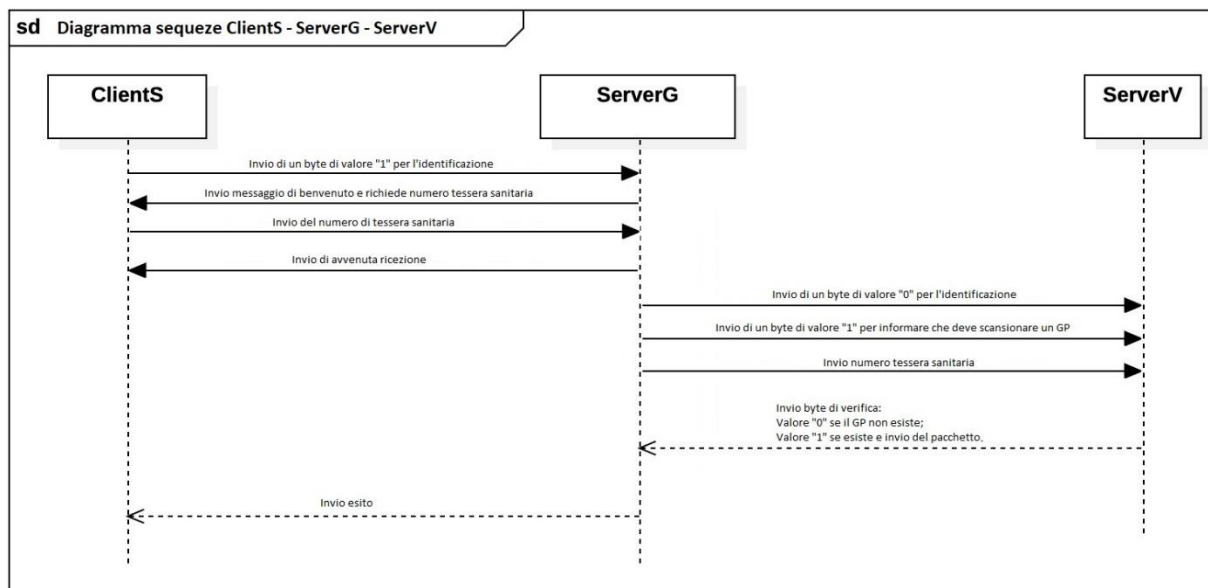 sd Diagramma sequeze ClientS - ServerG - ServerV
ClientS
ServerG
ServerV
Invio di un byte di valore "1" per l'identificazione
Invio messaggio di benvenuto e richiede numero tessera sanitaria
Invio del numero di tessera sanitaria
Invio di avvenuta ricezione
Invio di un byte di valore "0" per l'identificazione
Invio di un byte di valore "1" per informare che deve scansionare un GP
Invio numero tessera sanitaria
Invio byte di verifica:
Valore "0" se il GP non esiste;
Valore "1" se esiste e invio del pacchetto.
Invio esito